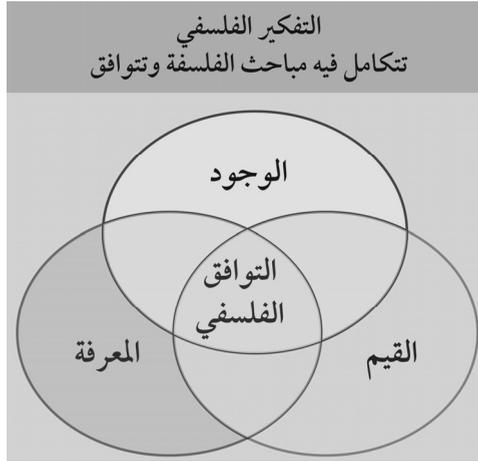 التفكير الفلسفي
تتكامل فيه مباحث الفلسفة وتتوافق
الوجود
التوافق
الفلسفي
القيم
المعرفة